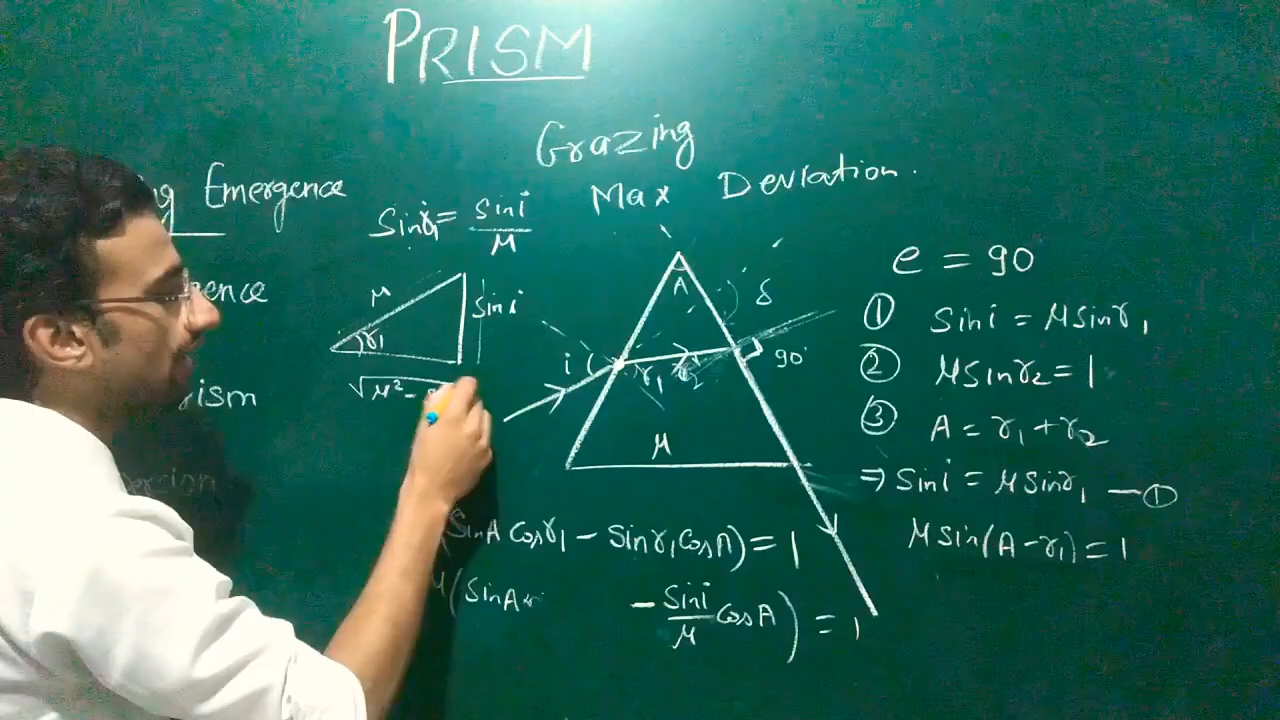 PRISM
Grazing
Max Deviation.
g Emergence
ence
rism
ersion
Sinr₁ = Sini/μ
μ
Sini
r₁
√μ² -
A
δ
i
r₁
r₂
90°
μ
e = 90
① Sini = μSinr₁
② μSinr₂ = 1
③ A = r₁ + r₂
⇒ Sini = μSinr₁ — ①
μSin(A - r₁) = 1
(SinA Cosr₁ - Sinr₁ CosA) = 1
μ(SinA - Sini/μ CosA) = 1